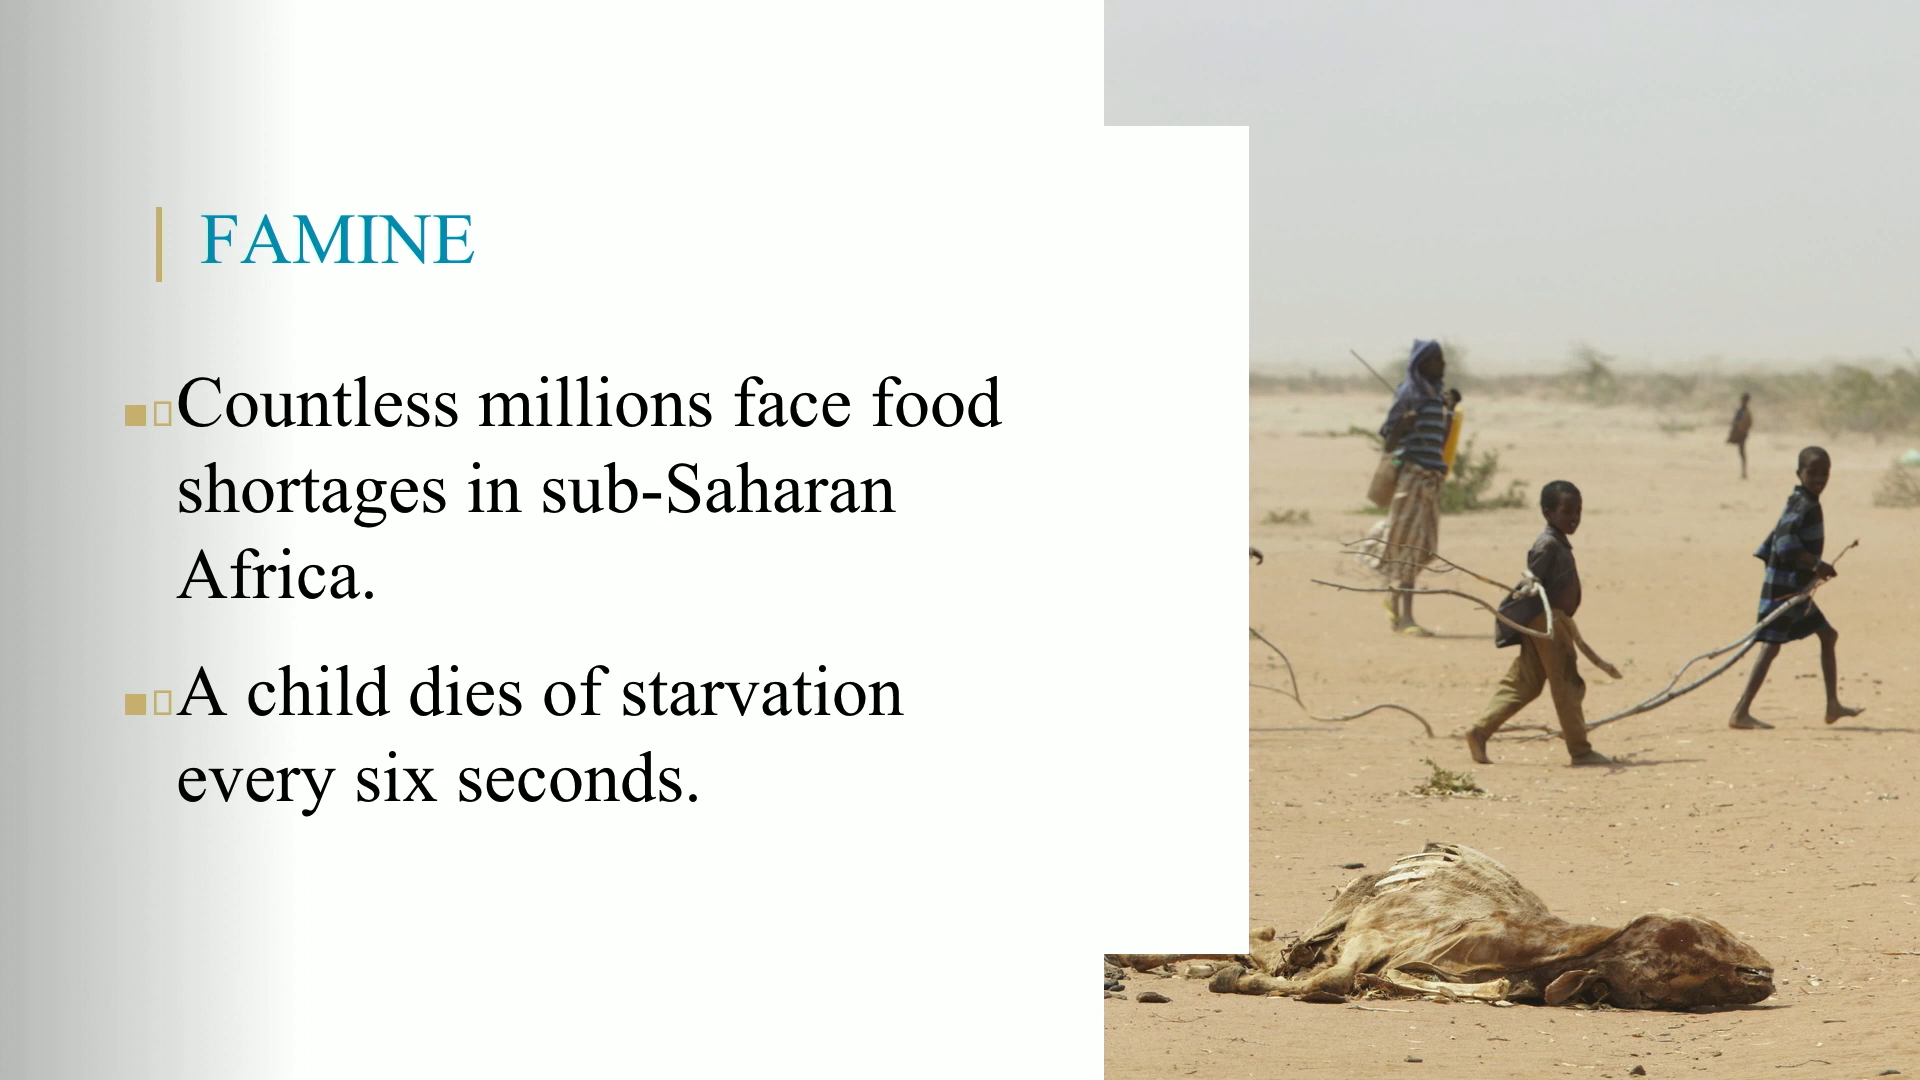 FAMINE
Countless millions face food
shortages in sub-Saharan
Africa.
A child dies of starvation
every six seconds.